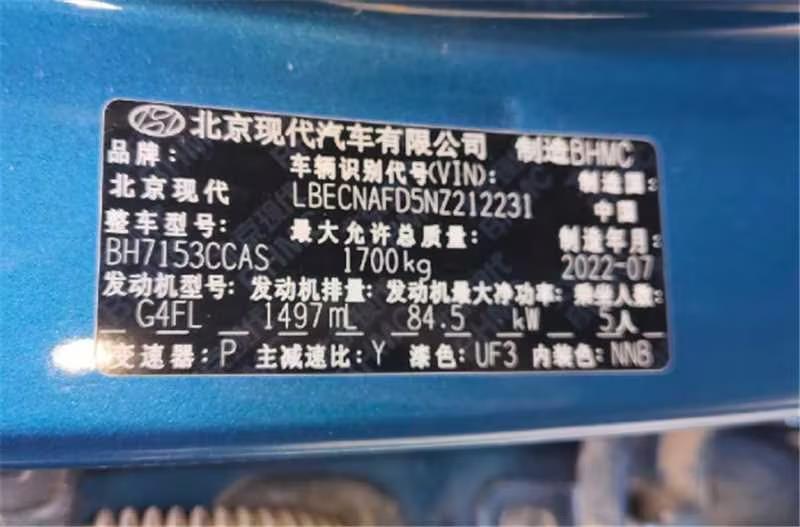 北京现代汽车有限公司 制造BHMC
品牌: 车辆识别代号(VIN): 制造国:
北京现代 LBECNAFD5NZ212231 中国
整车型号: 最大允许总质量: 制造年月:
BH7153CCAS 1700kg 2022-07
发动机型号: 发动机排量: 发动机最大净功率: 乘坐人数:
G4FL 1497mL 84.5 kW 5人
变速器: P 主减速比: Y 漆色: UF3 内装色: NNB